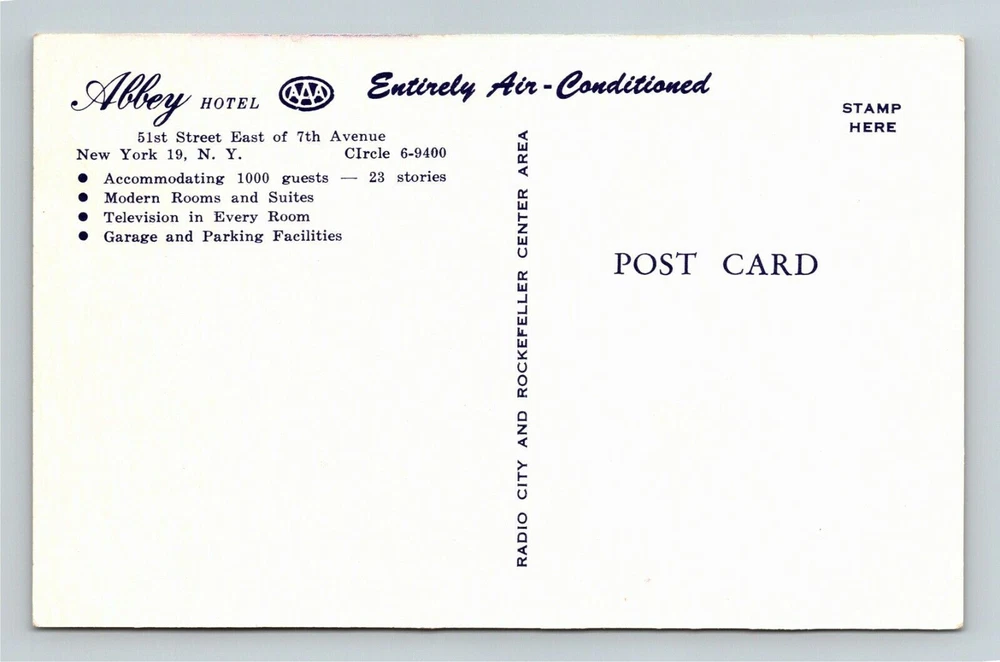 Abbey HOTEL AAA Entirely Air-Conditioned
51st Street East of 7th Avenue
New York 19, N. Y. CIrcle 6-9400
● Accommodating 1000 guests — 23 stories
● Modern Rooms and Suites
● Television in Every Room
● Garage and Parking Facilities
RADIO CITY AND ROCKEFELLER CENTER AREA
STAMP
HERE
POST CARD